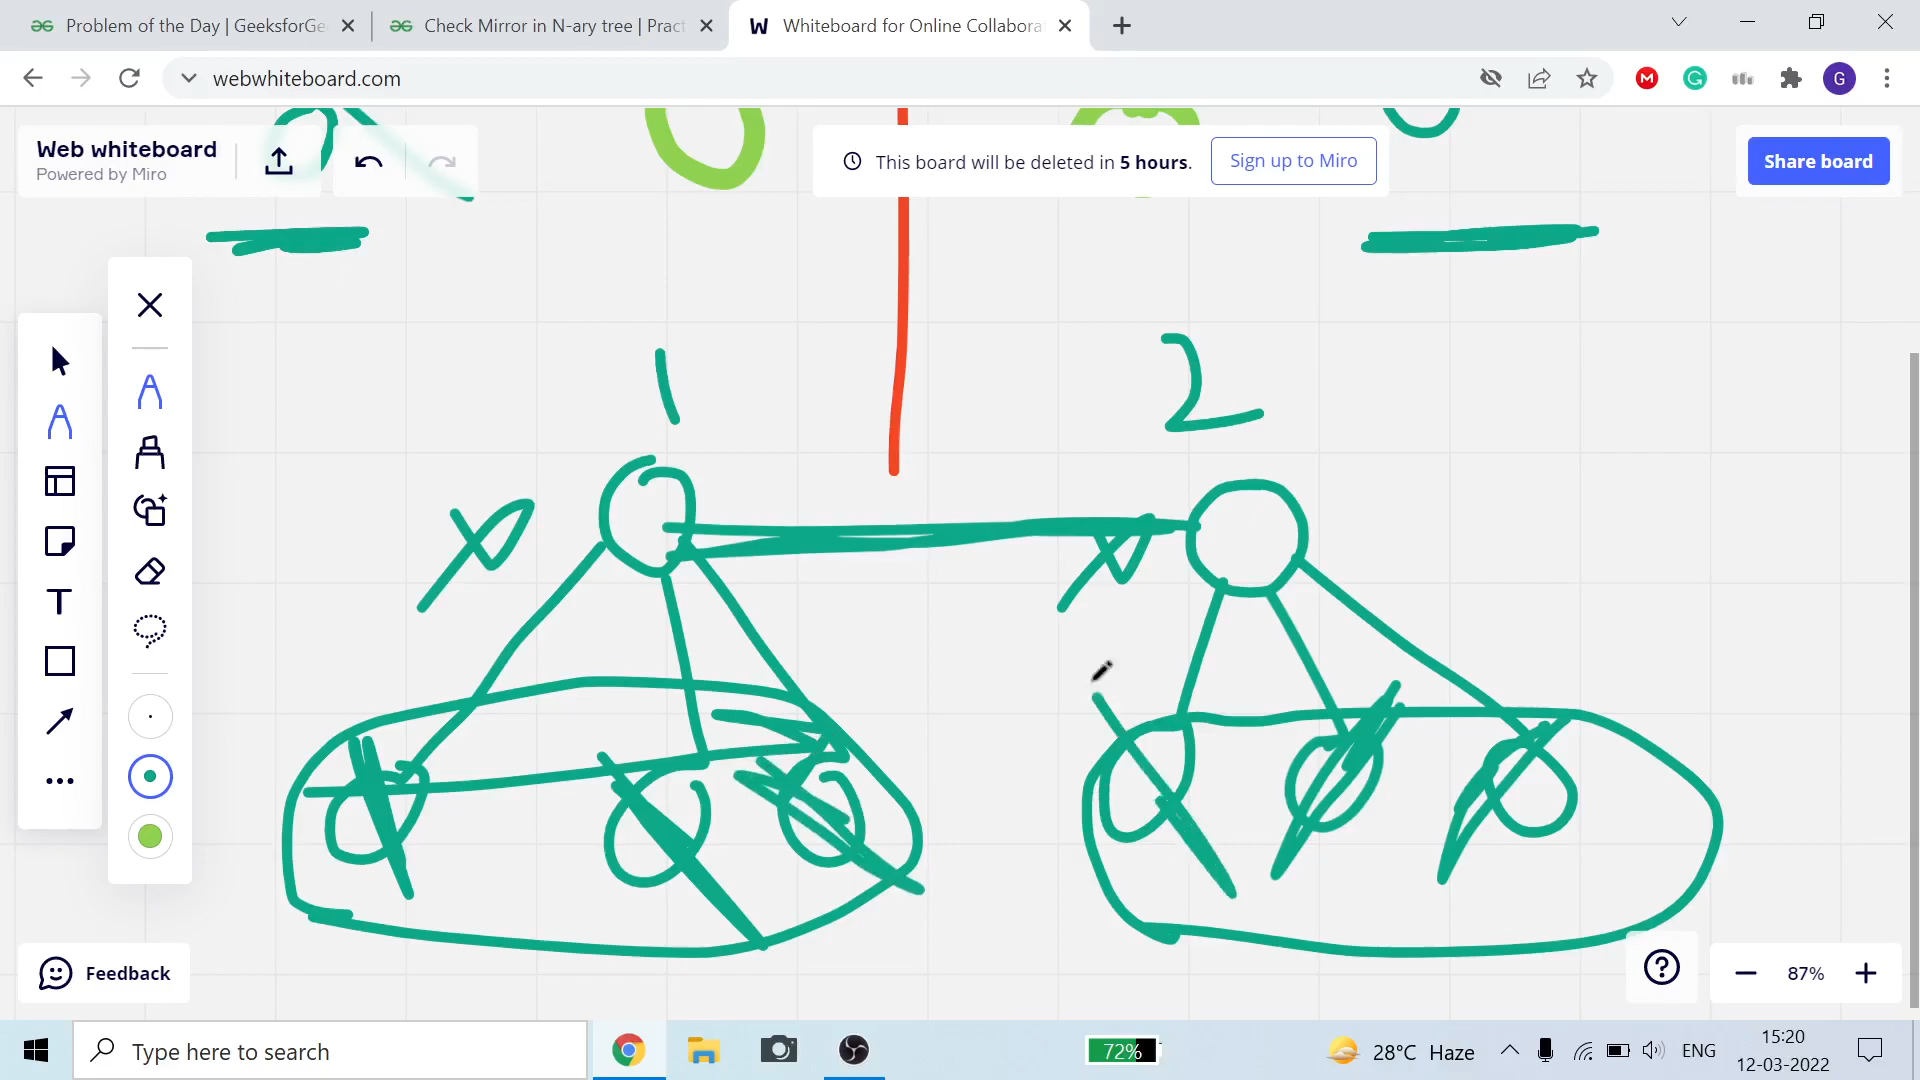 Problem of the Day | GeeksforGe
Check Mirror in N-ary tree | Pract
Whiteboard for Online Collabora
webwhiteboard.com
G
Web whiteboard
Powered by Miro
This board will be deleted in 5 hours.
Sign up to Miro
Share board
1
2
T
Feedback
87%
Type here to search
72%
28°C Haze
ENG
15:20
12-03-2022